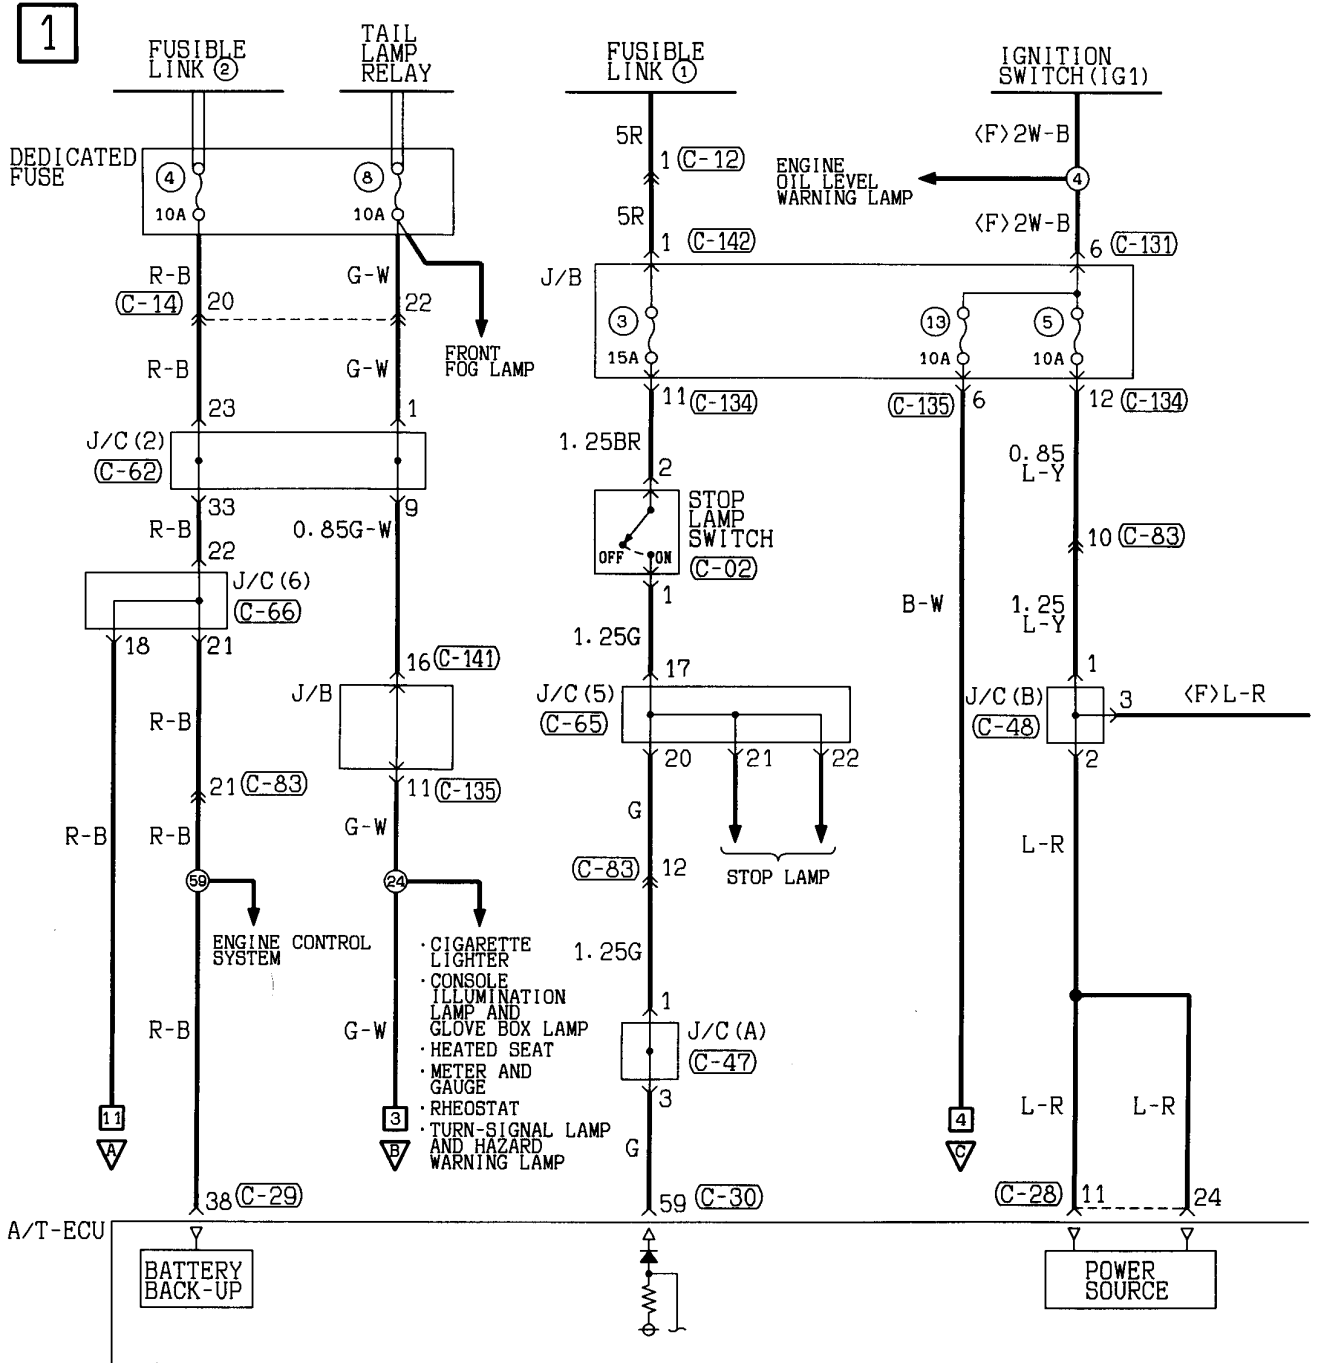 1
FUSIBLE
LINK ②
TAIL
LAMP
RELAY
FUSIBLE
LINK ①
IGNITION
SWITCH(IG1)
DEDICATED
FUSE
4
10A
8
10A
5R
1 C-12
5R
1 C-142
<F>2W-B
ENGINE
OIL LEVEL
WARNING LAMP
4
<F>2W-B
6 C-131
R-B
G-W
C-14 20
22
R-B
G-W
FRONT
FOG LAMP
J/B
3
15A
13
10A
5
10A
23
1
11 C-134
C-135 6
12 C-134
J/C(2)
C-62
33
9
1.25BR
2
0.85
L-Y
R-B
0.85G-W
22
STOP
LAMP
SWITCH
OFF
ON
C-02
10 C-83
J/C(6)
C-66
1
B-W
1.25
L-Y
18
21
1.25G
17
16 C-141
1
J/B
J/C(5)
C-65
J/C(B)
C-48
3
<F>L-R
R-B
20
21
22
2
21 C-83
11 C-135
G
R-B
R-B
G-W
L-R
C-83 12
STOP LAMP
59
24
ENGINE CONTROL
SYSTEM
·CIGARETTE
LIGHTER
·CONSOLE
ILLUMINATION
LAMP AND
GLOVE BOX LAMP
·HEATED SEAT
·METER AND
GAUGE
·RHEOSTAT
·TURN-SIGNAL LAMP
AND HAZARD
WARNING LAMP
1.25G
1
R-B
G-W
J/C(A)
C-47
3
L-R
L-R
11
A
3
B
G
4
C
38 C-29
59 C-30
C-28 11
24
A/T-ECU
BATTERY
BACK-UP
POWER
SOURCE